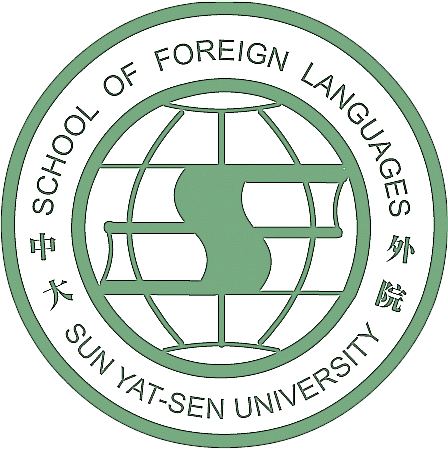 SCHOOL OF FOREIGN LANGUAGES
中大
外院
SUN YAT-SEN UNIVERSITY